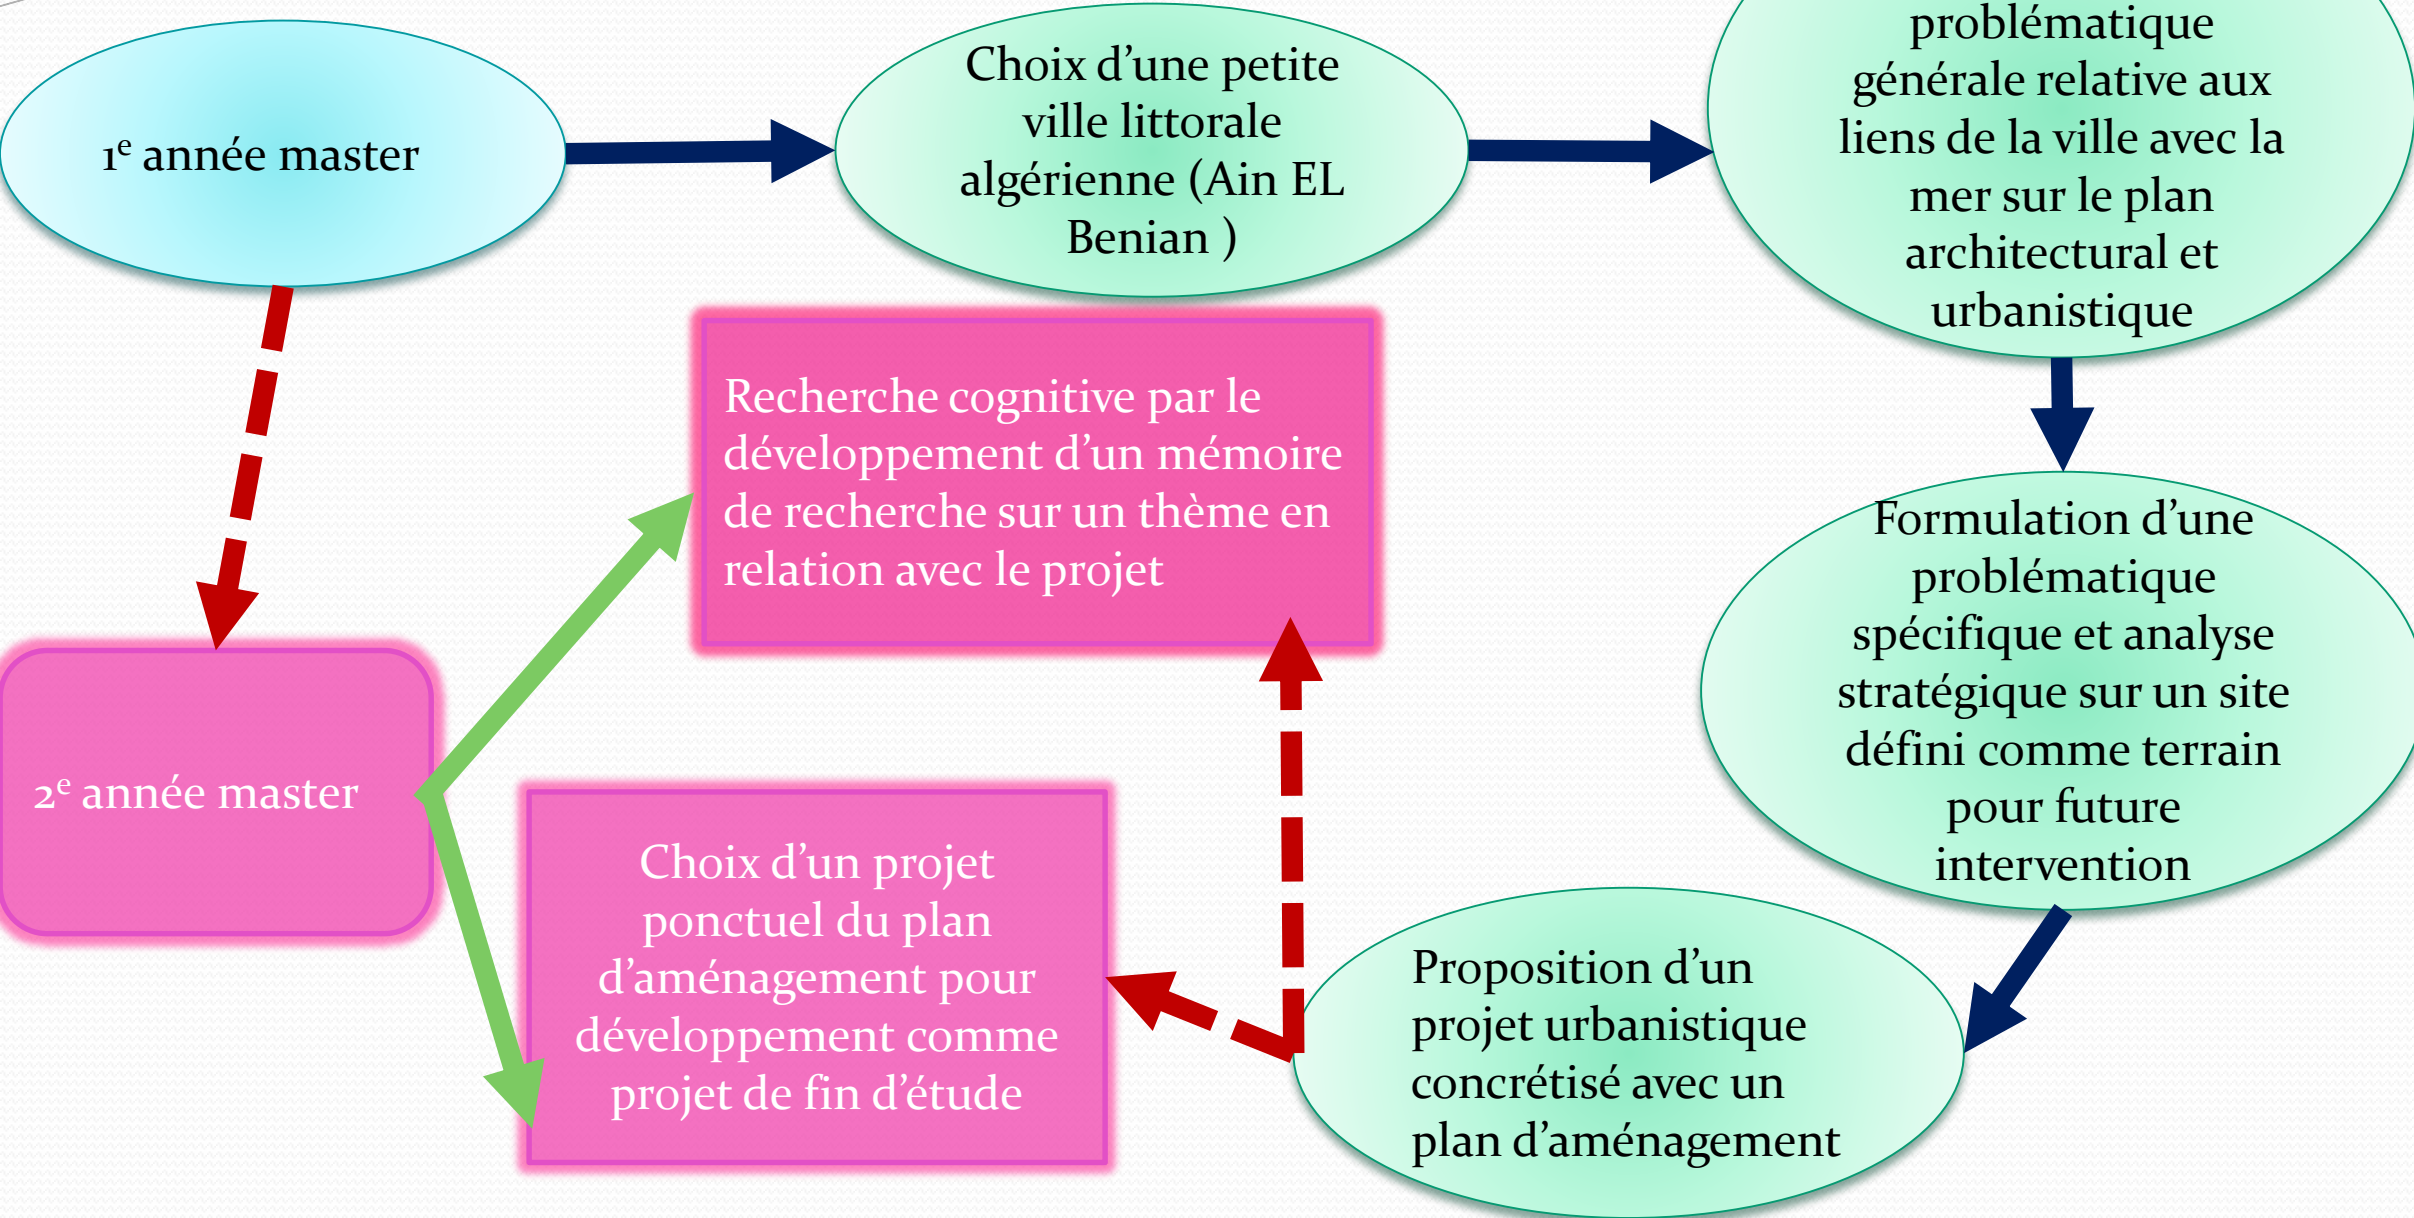 1e année master
Choix d’une petite
ville littorale
algérienne (Ain EL
Benian )
problématique
générale relative aux
liens de la ville avec la
mer sur le plan
architectural et
urbanistique
Recherche cognitive par le
développement d’un mémoire
de recherche sur un thème en
relation avec le projet
Formulation d’une
problématique
spécifique et analyse
stratégique sur un site
défini comme terrain
pour future
intervention
2e année master
Choix d’un projet
ponctuel du plan
d’aménagement pour
développement comme
projet de fin d’étude
Proposition d’un
projet urbanistique
concrétisé avec un
plan d’aménagement